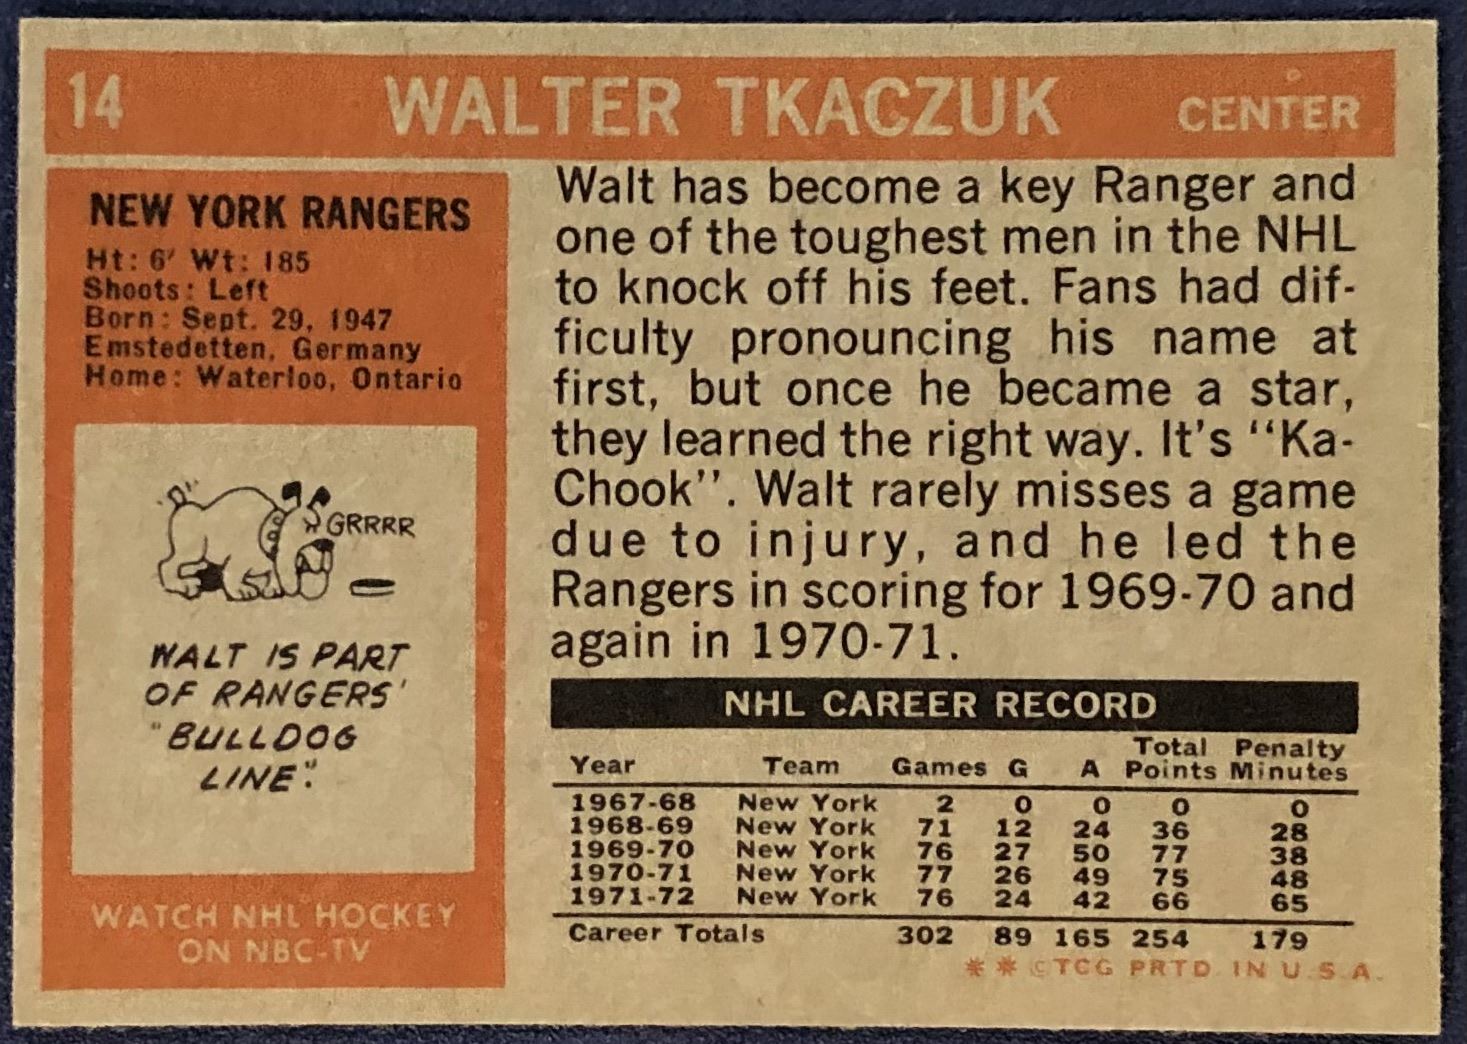 14 WALTER TKACZUK CENTER
NEW YORK RANGERS
Ht: 6' Wt: 185
Shoots: Left
Born: Sept. 29, 1947
Emstedetten, Germany
Home: Waterloo, Ontario
GRRRR
WALT IS PART
OF RANGERS'
"BULLDOG
LINE".
WATCH NHL HOCKEY
ON NBC-TV
Walt has become a key Ranger and
one of the toughest men in the NHL
to knock off his feet. Fans had dif-
ficulty pronouncing his name at
first, but once he became a star,
they learned the right way. It's "Ka-
Chook". Walt rarely misses a game
due to injury, and he led the
Rangers in scoring for 1969-70 and
again in 1970-71.
NHL CAREER RECORD
Year Team Games G A Total Points Penalty Minutes
1967-68 New York 2 0 0 0 0
1968-69 New York 71 12 24 36 28
1969-70 New York 76 27 50 77 38
1970-71 New York 77 26 49 75 48
1971-72 New York 76 24 42 66 65
Career Totals 302 89 165 254 179
** © TCG PRTD. IN U.S.A.